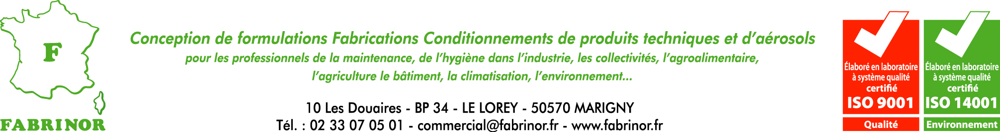 F
FABRINOR
Conception de formulations Fabrications Conditionnements de produits techniques et d’aérosols
pour les professionnels de la maintenance, de l’hygiène dans l’industrie, les collectivités, l’agroalimentaire,
l’agriculture le bâtiment, la climatisation, l’environnement...
10 Les Douaires - BP 34 - LE LOREY - 50570 MARIGNY
Tél. : 02 33 07 05 01 - commercial@fabrinor.fr - www.fabrinor.fr
Élaboré en laboratoire
à système qualité
certifié
ISO 9001
Qualité
Élaboré en laboratoire
à système qualité
certifié
ISO 14001
Environnement